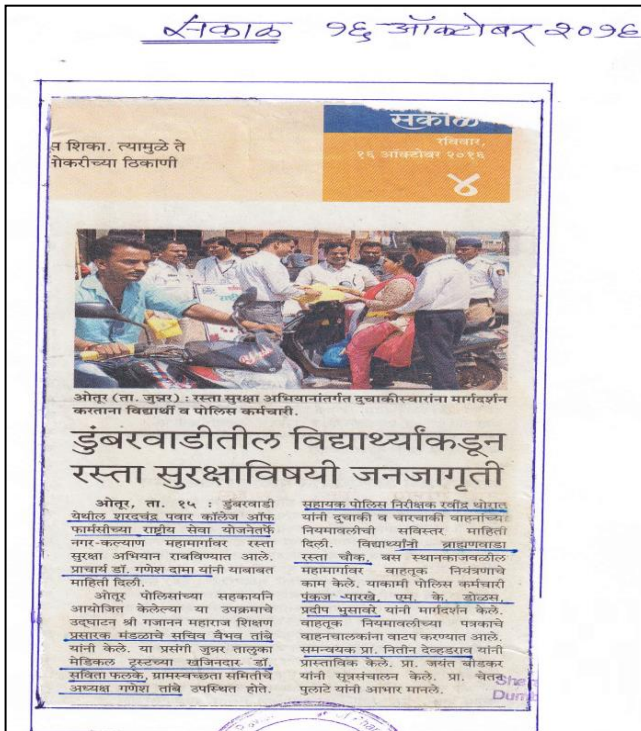 सकाळ १६ ऑक्टोबर २०१६
सकाळ
रविवार,
१६ ऑक्टोबर २०१६
४
स शिका. त्यामुळे ते
नोकरीच्या ठिकाणी
ओतूर (ता. जुन्नर) : रस्ता सुरक्षा अभियानांतर्गत दुचाकीस्वारांना मार्गदर्शन
करताना विद्यार्थी व पोलिस कर्मचारी.
डुंबरवाडीतील विद्यार्थ्यांकडून
रस्ता सुरक्षाविषयी जनजागृती
ओतूर, ता. १५ : डुंबरवाडी
येथील शरदचंद्र पवार कॉलेज ऑफ
फार्मसीच्या राष्ट्रीय सेवा योजनेतर्फे
नगर-कल्याण महामार्गावर रस्ता
सुरक्षा अभियान राबविण्यात आले.
प्राचार्य डॉ. गणेश दामा यांनी याबाबत
माहिती दिली.
ओतूर पोलिसांच्या सहकार्याने
आयोजित केलेल्या या उपक्रमाचे
उद्‌घाटन श्री गजानन महाराज शिक्षण
प्रसारक मंडळाचे सचिव वैभव तांबे
यांनी केले. या प्रसंगी जुन्नर तालुका
मेडिकल ट्रस्टच्या खजिनदार डॉ.
सविता फलके, ग्रामस्वच्छता समितीचे
अध्यक्ष गणेश तांबे उपस्थित होते.
सहायक पोलिस निरीक्षक रवींद्र थोरात
यांनी दुचाकी व चारचाकी वाहनांच्या
नियमावलीची सविस्तर माहिती
दिली. विद्यार्थ्यांनी ब्राह्मणवाडा
रस्ता चौक, बस स्थानकाजवळील
महामार्गावर वाहतूक नियंत्रणाचे
काम केले. याकामी पोलिस कर्मचारी
पंकज पारखे, एम. के. डोळस,
प्रदीप भुसावरे यांनी मार्गदर्शन केले.
वाहतूक नियमावलीच्या पत्रकाचे
वाहनचालकांना वाटप करण्यात आले.
समन्वयक प्रा. नितीन देव्हडराव यांनी
प्रास्ताविक केले. प्रा. जयंत बोडकर
यांनी सूत्रसंचालन केले. प्रा. चेतन
पुलाटे यांनी आभार मानले.